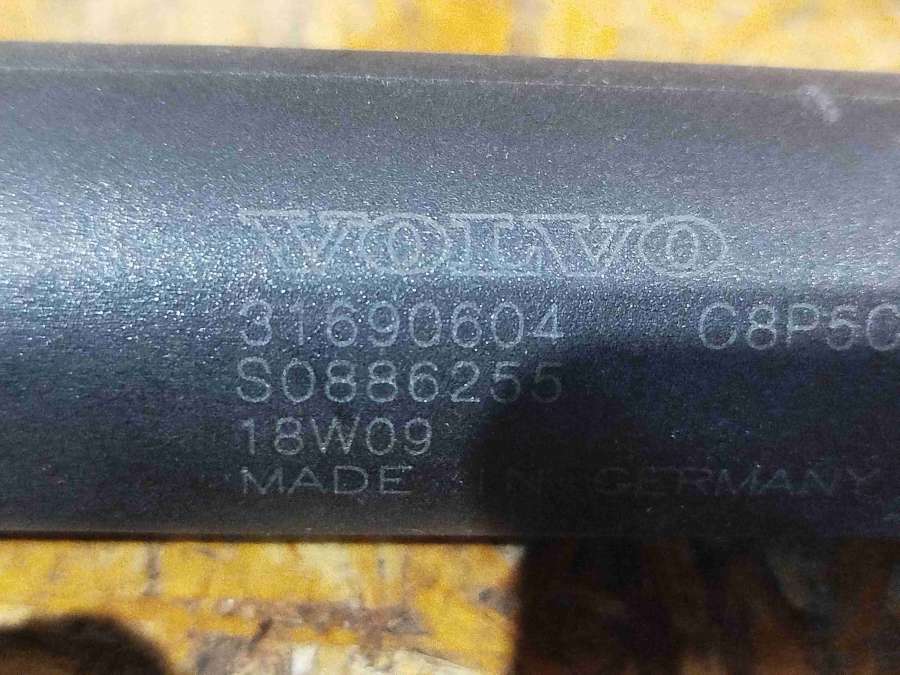 VOLVO
31690604 C8P5C
S0886255
18W09
MADE IN GERMANY